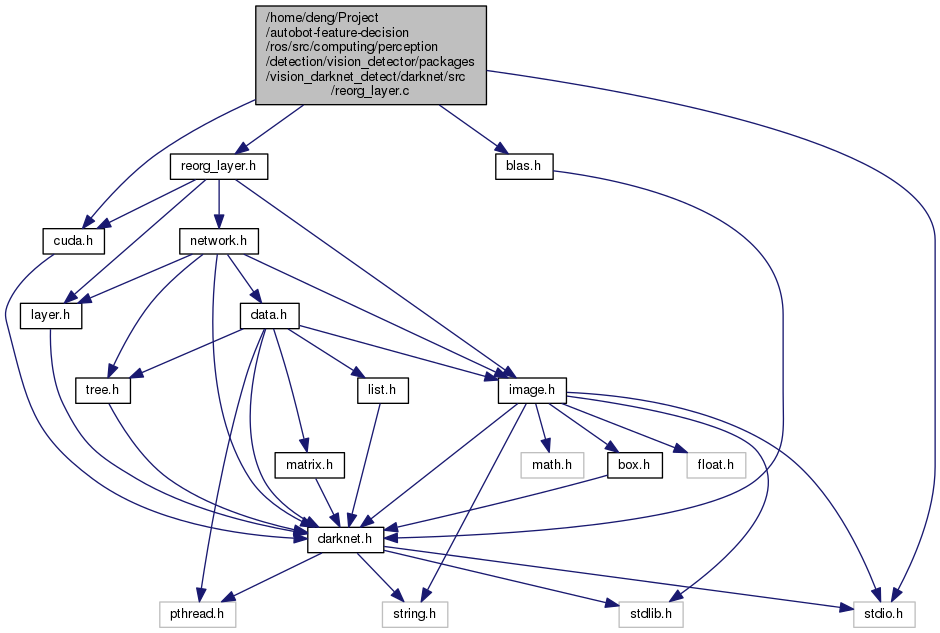 /home/deng/Project
/autobot-feature-decision
/ros/src/computing/perception
/detection/vision_detector/packages
/vision_darknet_detect/darknet/src
/reorg_layer.c
reorg_layer.h
blas.h
cuda.h
network.h
layer.h
data.h
tree.h
list.h
image.h
matrix.h
math.h
box.h
float.h
darknet.h
pthread.h
string.h
stdlib.h
stdio.h